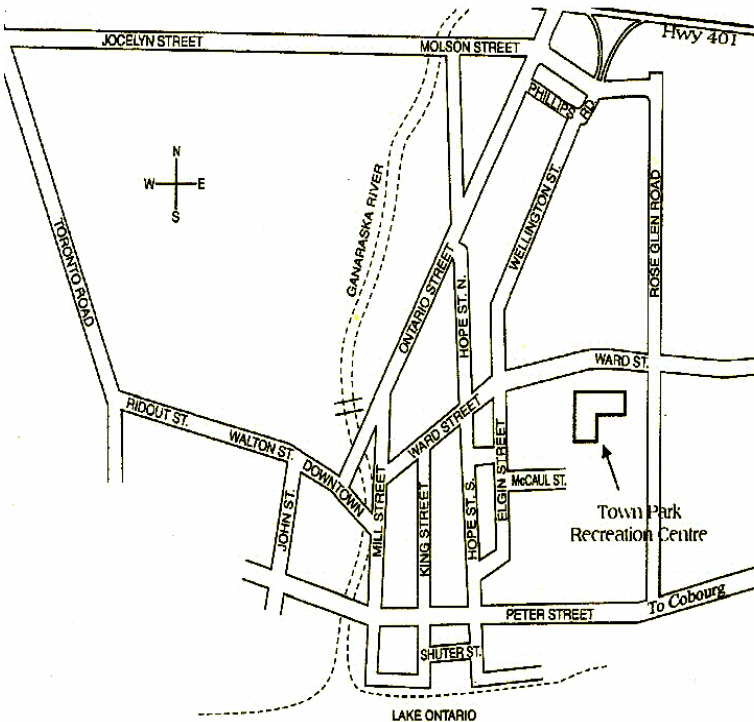 Hwy 401
JOCELYN STREET
MOLSON STREET
PHILLIPS
RD.
N
W
E
S
GANARASKA RIVER
WELLINGTON ST.
ROSE GLEN ROAD
TORONTO ROAD
ONTARIO STREET
HOPE ST. N.
WARD ST.
RIDOUT ST.
WALTON ST.
DOWNTOWN
WARD STREET
ELGIN STREET
McCAUL ST.
Town Park
Recreation Centre
JOHN ST.
MILL STREET
KING STREET
HOPE ST. S.
PETER STREET
To Cobourg
SHUTER ST.
LAKE ONTARIO